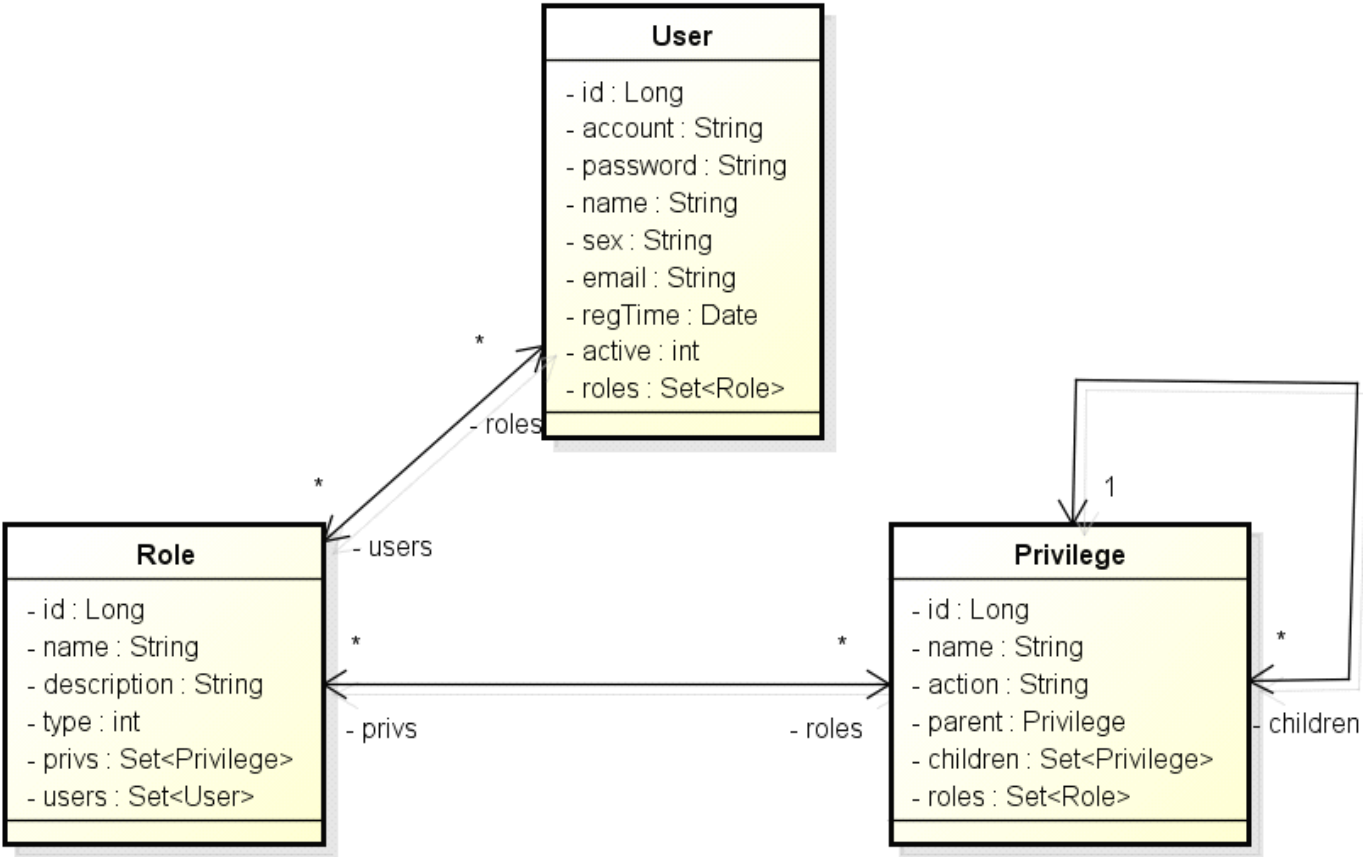 User
- id : Long
- account : String
- password : String
- name : String
- sex : String
- email : String
- regTime : Date
- active : int
- roles : Set<Role>
*
- roles
*
- users
1
Role
- id : Long
- name : String
- description : String
- type : int
- privs : Set<Privilege>
- users : Set<User>
*
- privs
*
- roles
Privilege
- id : Long
- name : String
- action : String
- parent : Privilege
- children : Set<Privilege>
- roles : Set<Role>
*
- children